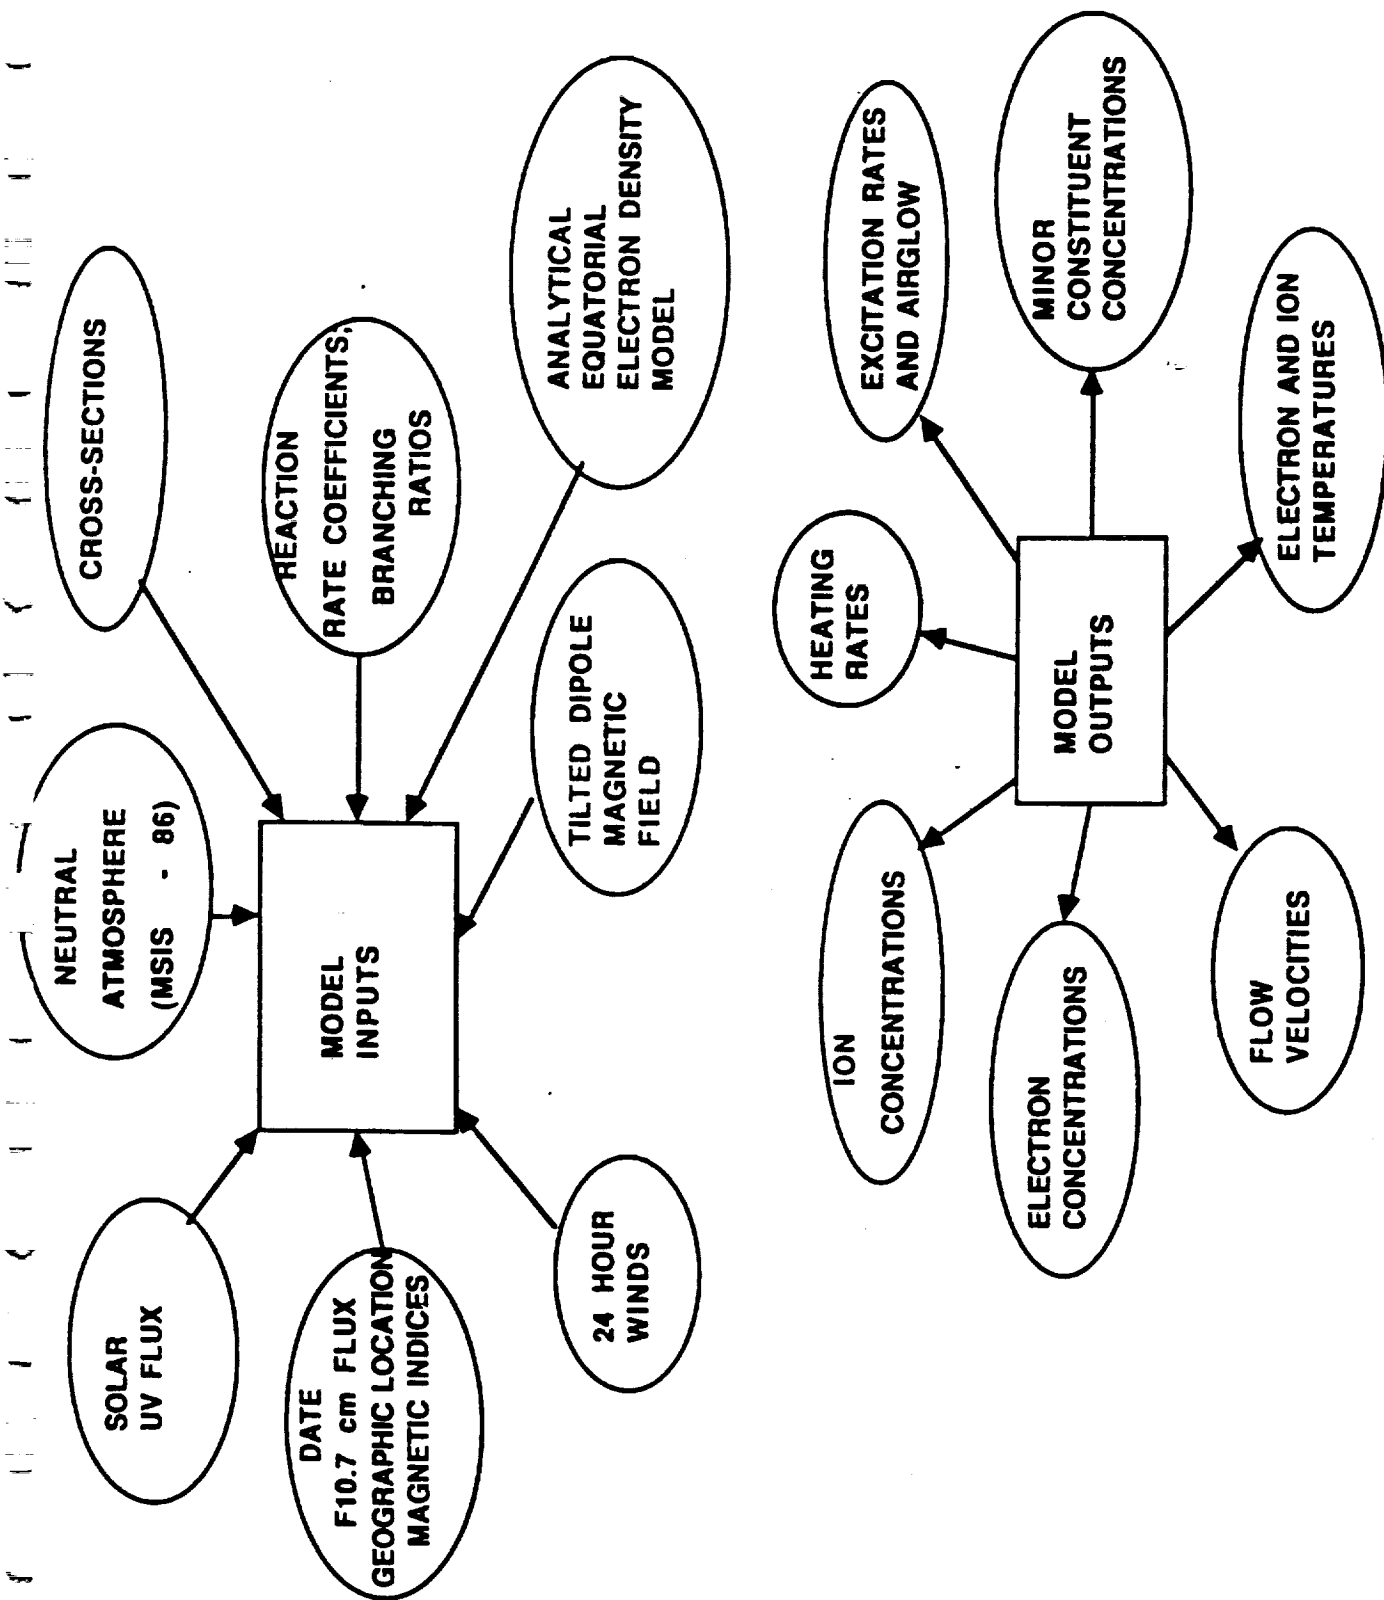 SOLAR
UV FLUX
NEUTRAL
ATMOSPHERE
(MSIS - 86)
CROSS-SECTIONS
DATE
F10.7 cm FLUX
GEOGRAPHIC LOCATION
MAGNETIC INDICES
MODEL
INPUTS
REACTION
RATE COEFFICIENTS,
BRANCHING
RATIOS
24 HOUR
WINDS
TILTED DIPOLE
MAGNETIC
FIELD
ANALYTICAL
EQUATORIAL
ELECTRON DENSITY
MODEL
ION
CONCENTRATIONS
HEATING
RATES
EXCITATION RATES
AND AIRGLOW
ELECTRON
CONCENTRATIONS
MODEL
OUTPUTS
MINOR
CONSTITUENT
CONCENTRATIONS
FLOW
VELOCITIES
ELECTRON AND ION
TEMPERATURES